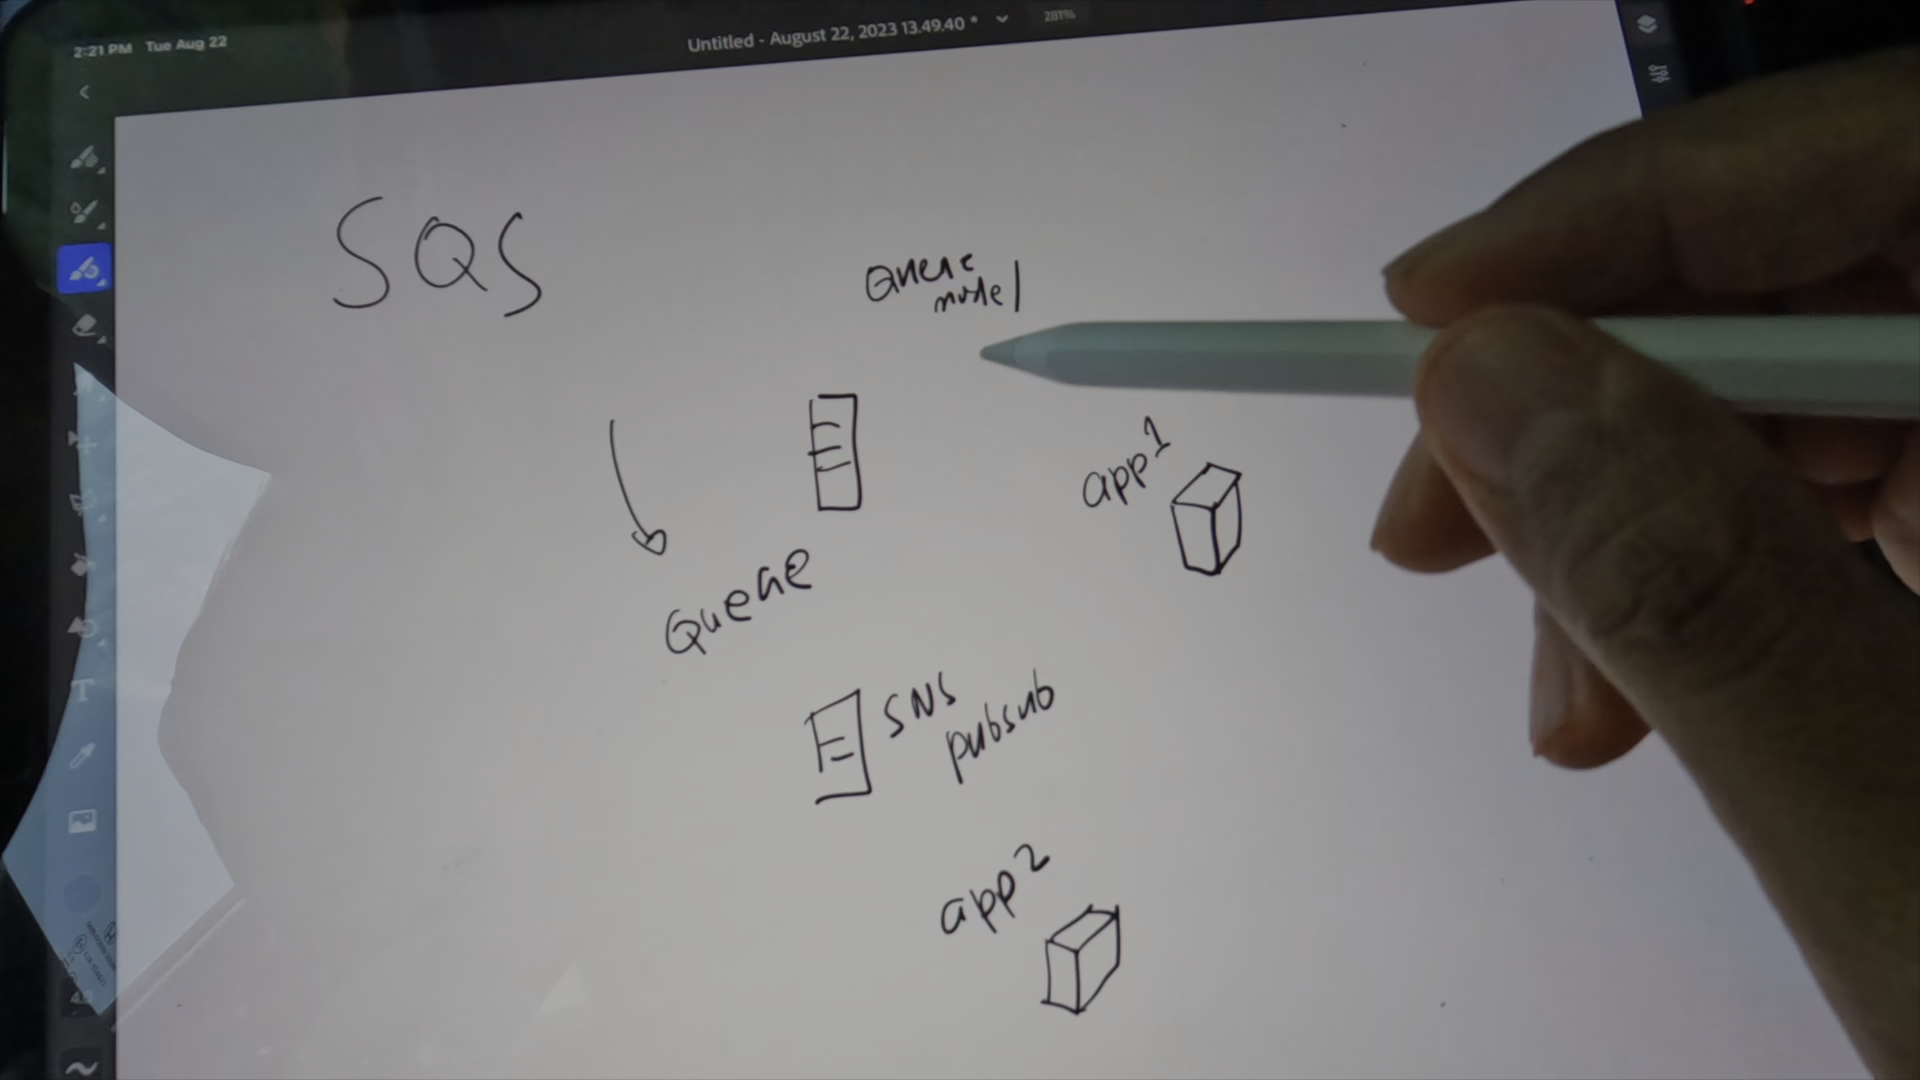 2:21 PM Tue Aug 22
Untitled - August 22, 2023 13.49.40 *
281%
SQS
Queue
model
app1
Queue
SNS
pubsub
app2
T